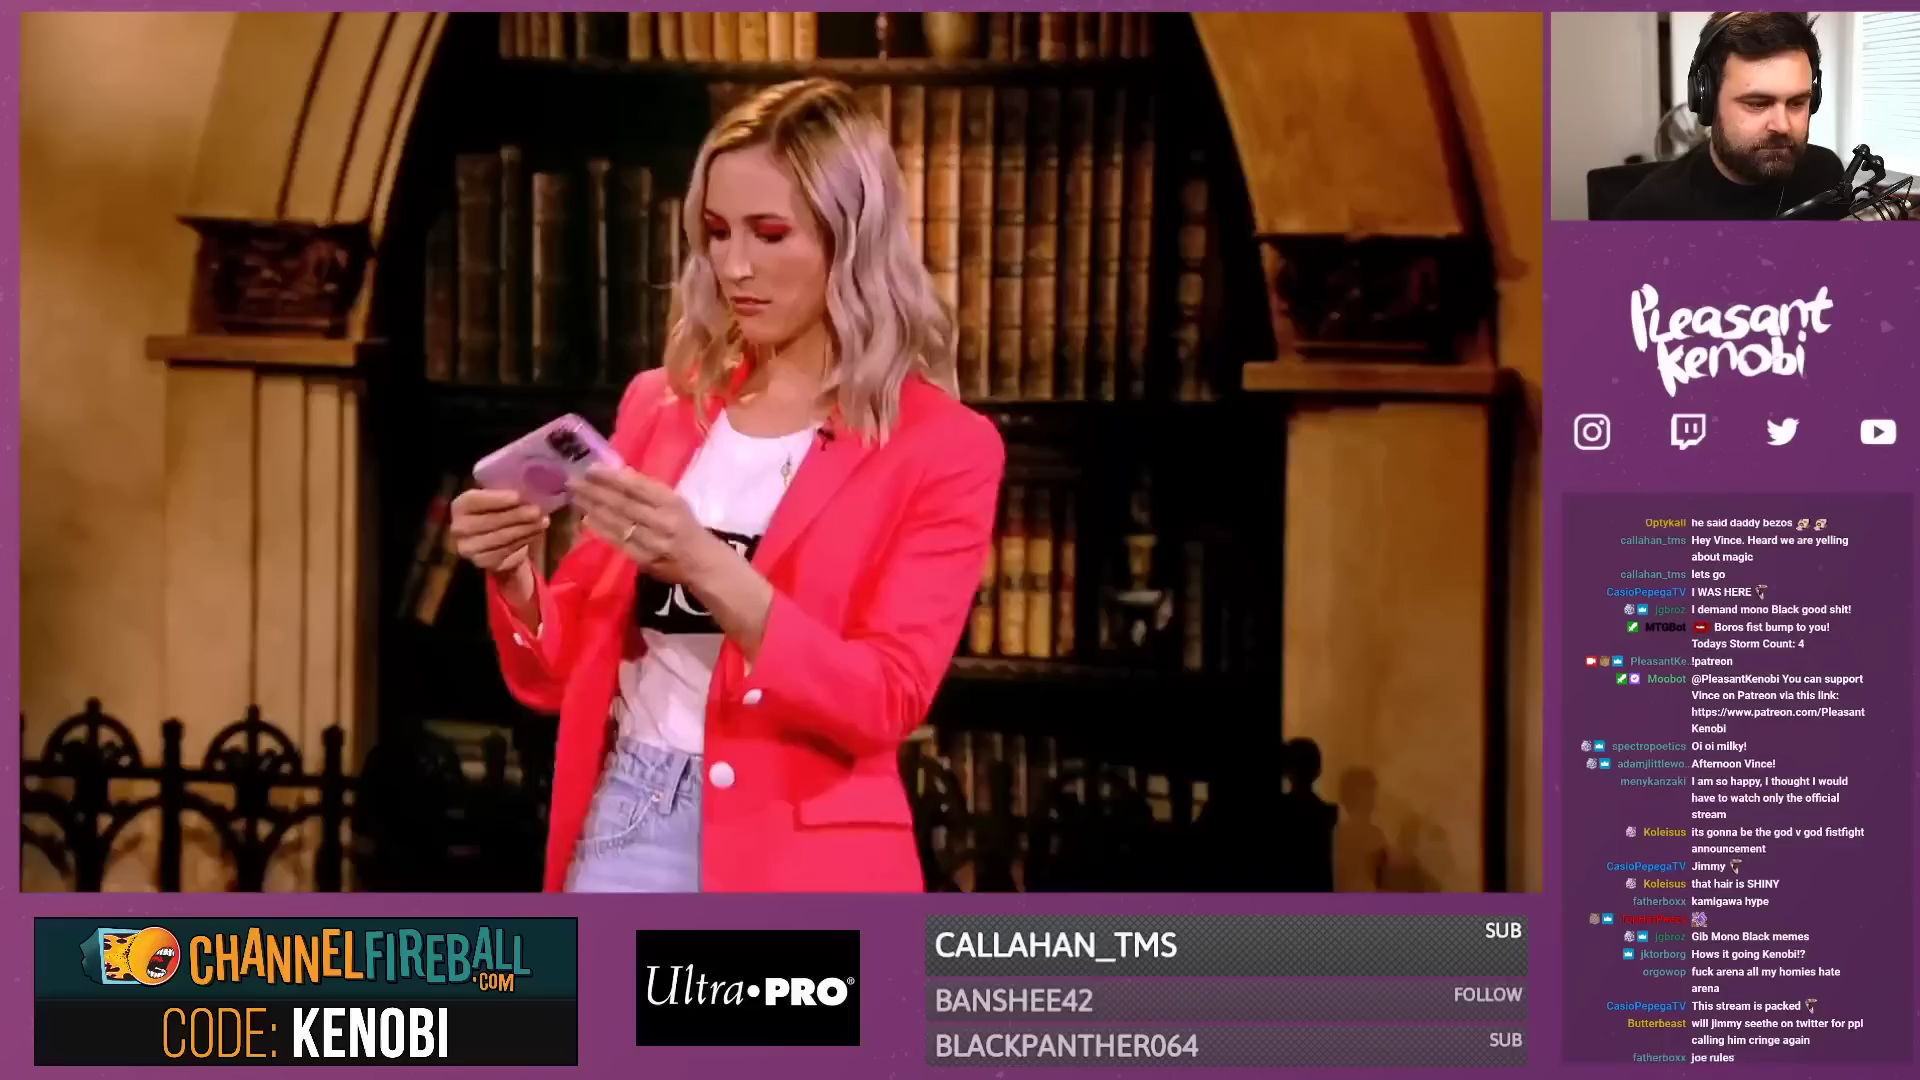 Pleasant
Kenobi
Optykall he said daddy bezos
callahan_tms Hey Vince. Heard we are yelling
about magic
callahan_tms lets go
CasioPepegaTV I WAS HERE
jgbroz I demand mono Black good shit!
MTGBot Boros fist bump to you!
Todays Storm Count: 4
PleasantKe.. !patreon
Moobot @PleasantKenobi You can support
Vince on Patreon via this link:
https://www.patreon.com/Pleasant
Kenobi
spectropoetics Oi oi milky!
adamjlittlewo.. Afternoon Vince!
menykanzaki I am so happy, I thought I would
have to watch only the official
stream
Koleisus its gonna be the god v god fistfight
announcement
CasioPepegaTV Jimmy
Koleisus that hair is SHINY
fatherboxx kamigawa hype
jgbroz Gib Mono Black memes
jktorborg Hows it going Kenobi!?
orgowop fuck arena all my homies hate
arena
CasioPepegaTV This stream is packed
Butterbeast will jimmy seethe on twitter for ppl
calling him cringe again
fatherboxx joe rules
CHANNELFIREBALL
.COM
CODE: KENOBI
Ultra•PRO®
CALLAHAN_TMS SUB
BANSHEE42 FOLLOW
BLACKPANTHER064 SUB